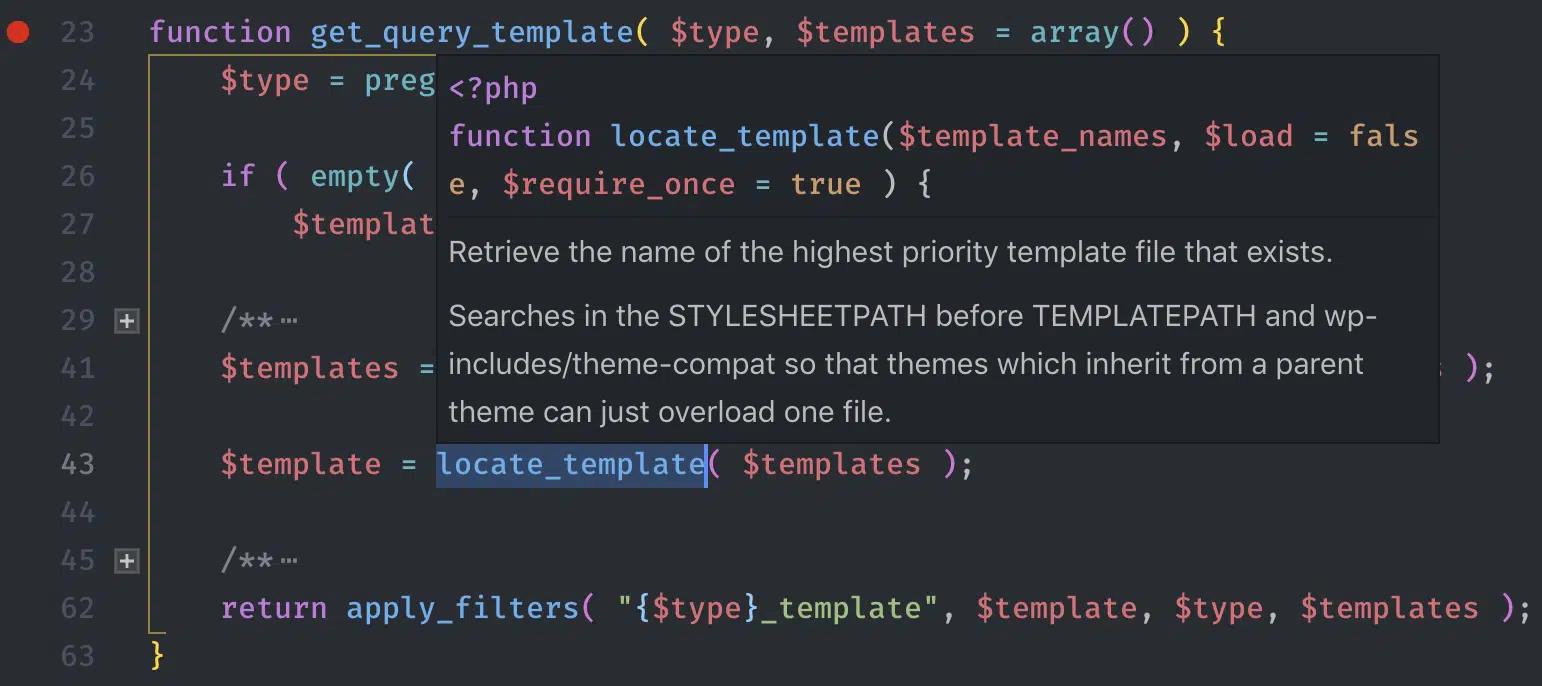 23 function get_query_template( $type, $templates = array() ) {
24 $type = preg
25
26 if ( empty(
27 $templat
28
29 /** ⋯
41 $templates = );
42
43 $template = locate_template( $templates );
44
45 /** ⋯
62 return apply_filters( "{$type}_template", $template, $type, $templates );
63 }
<?php
function locate_template($template_names, $load = fals
e, $require_once = true ) {
Retrieve the name of the highest priority template file that exists.
Searches in the STYLESHEETPATH before TEMPLATEPATH and wp-
includes/theme-compat so that themes which inherit from a parent
theme can just overload one file.